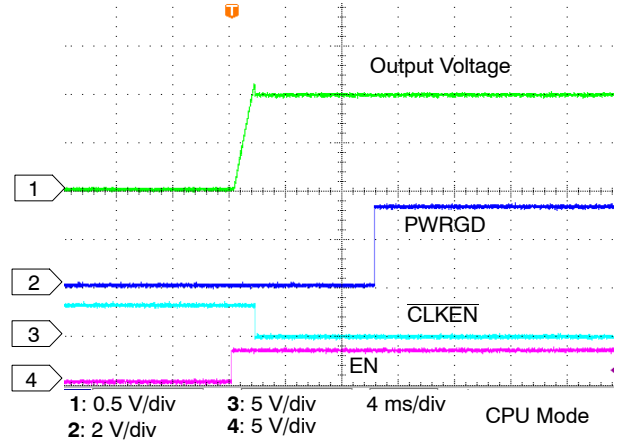 T
Output Voltage
1
PWRGD
2
CLKEN
3
EN
4
1: 0.5 V/div 3: 5 V/div 4 ms/div
2: 2 V/div 4: 5 V/div CPU Mode